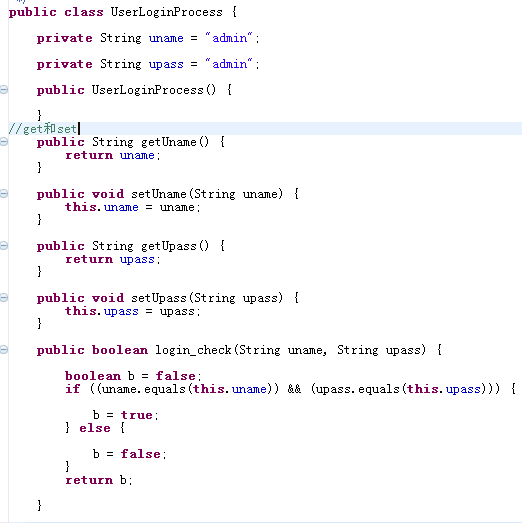 public class UserLoginProcess {
private String uname = "admin";
private String upass = "admin";
public UserLoginProcess() {
}
//get和set
public String getUname() {
return uname;
}
public void setUname(String uname) {
this.uname = uname;
}
public String getUpass() {
return upass;
}
public void setUpass(String upass) {
this.upass = upass;
}
public boolean login_check(String uname, String upass) {
boolean b = false;
if ((uname.equals(this.uname)) && (upass.equals(this.upass))) {
b = true;
} else {
b = false;
}
return b;
}